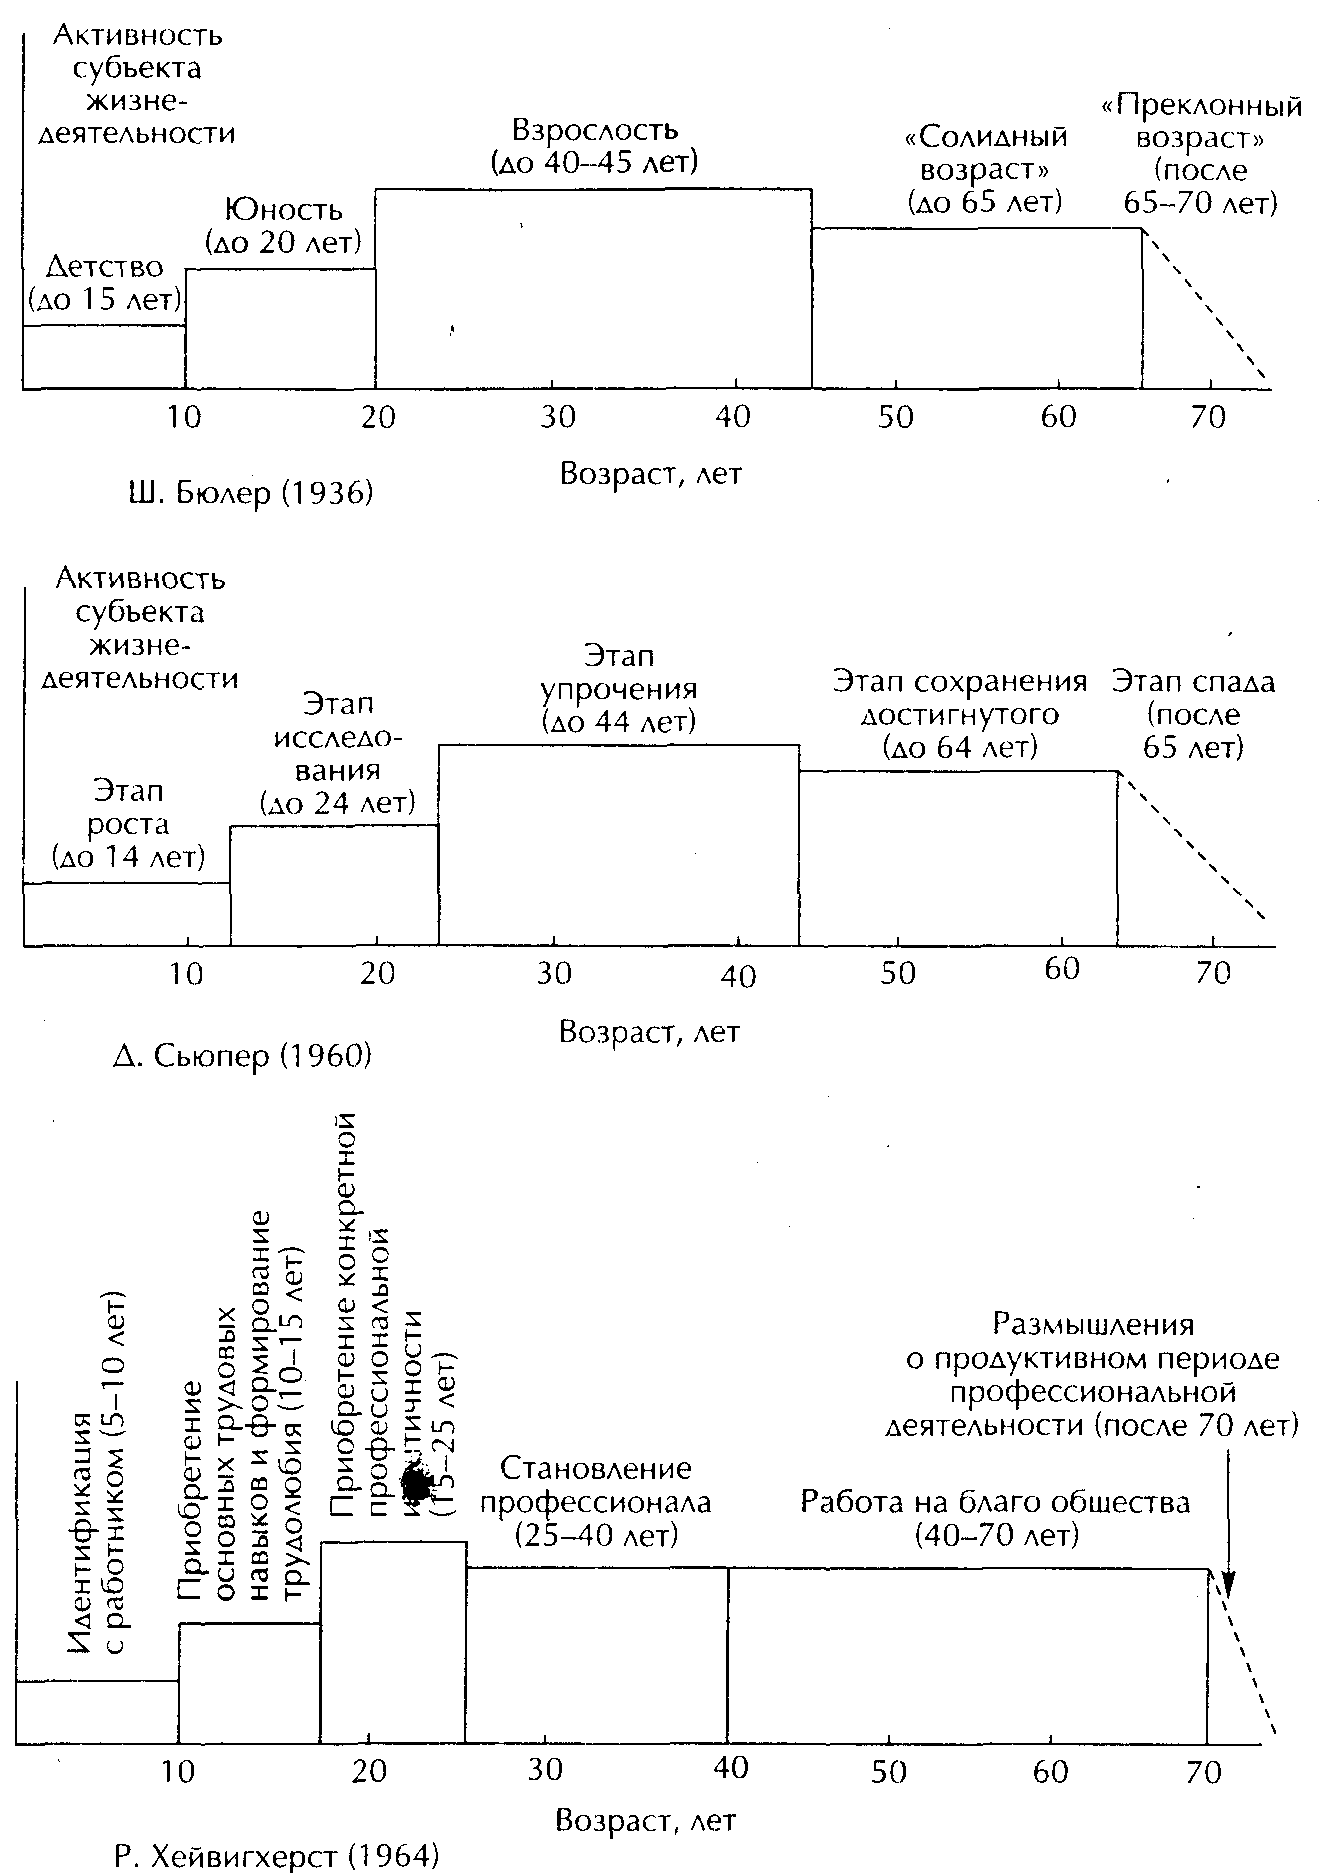 Активность
субъекта
жизне-
деятельности
Детство
(до 15 лет)
Юность
(до 20 лет)
Взрослость
(до 40–45 лет)
«Солидный
возраст»
(до 65 лет)
«Преклонный
возраст»
(после
65–70 лет)
10 20 30 40 50 60 70
Возраст, лет
Ш. Бюлер (1936)
Активность
субъекта
жизне-
деятельности
Этап
роста
(до 14 лет)
Этап
исследо-
вания
(до 24 лет)
Этап
упрочения
(до 44 лет)
Этап сохранения
достигнутого
(до 64 лет)
Этап спада
(после
65 лет)
10 20 30 40 50 60 70
Возраст, лет
Д. Сьюпер (1960)
Идентификация
с работником (5–10 лет)
Приобретение
основных трудовых
навыков и формирование
трудолюбия (10–15 лет)
Приобретение конкретной
профессиональной
(15–25 лет)
Становление
профессионала
(25–40 лет)
Работа на благо общества
(40–70 лет)
Размышления
о продуктивном периоде
профессиональной
деятельности (после 70 лет)
10 20 30 40 50 60 70
Возраст, лет
Р. Хейвигхерст (1964)